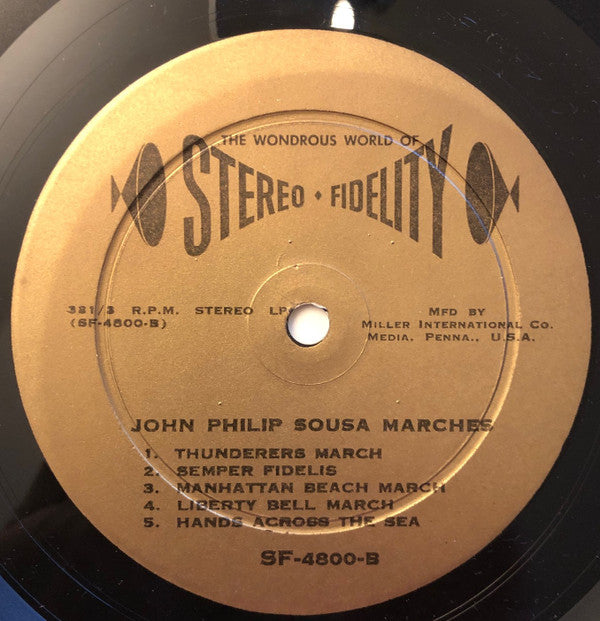 THE WONDROUS WORLD OF
STEREO ♦ FIDELITY
331/3 R.P.M. STEREO LP
(SF-4800-B)
MFD BY
MILLER INTERNATIONAL CO.
MEDIA, PENNA., U.S.A.
JOHN PHILIP SOUSA MARCHES
1. THUNDERERS MARCH
2. SEMPER FIDELIS
3. MANHATTAN BEACH MARCH
4. LIBERTY BELL MARCH
5. HANDS ACROSS THE SEA
SF-4800-B